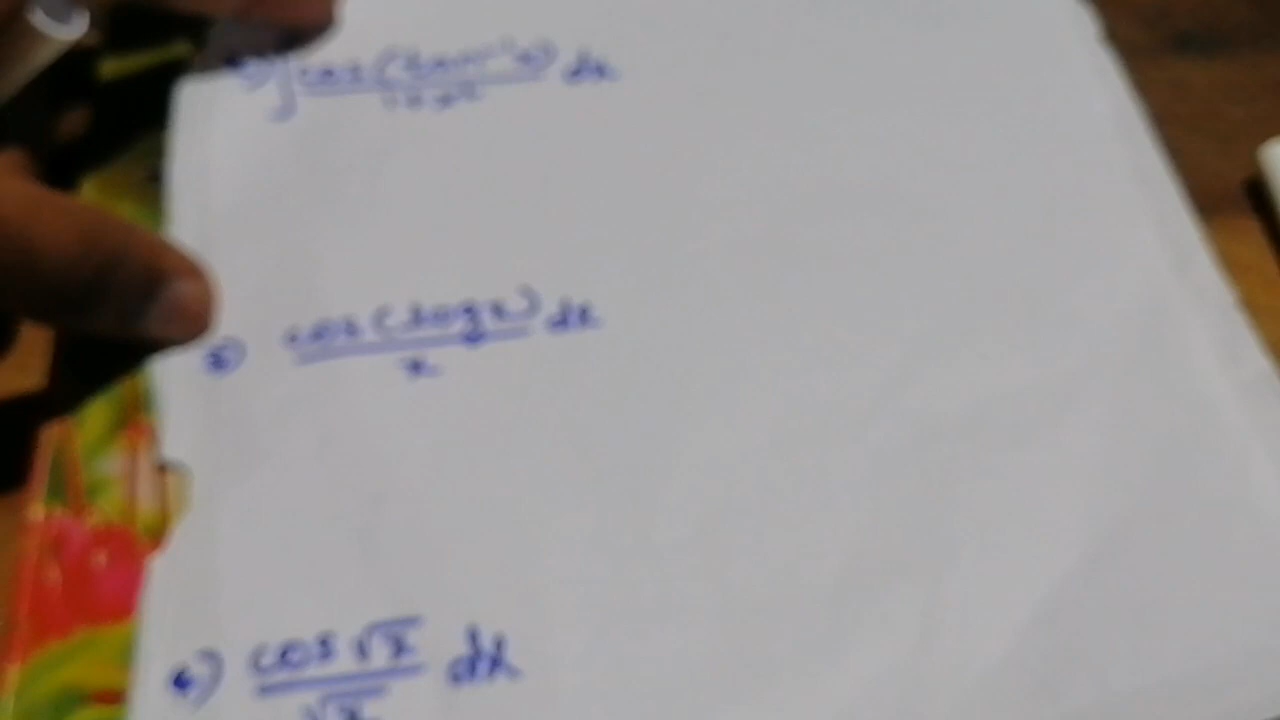 ∫ cos(tan⁻¹x) dx
1+x²
5) cos(logx) dx
x
6) cos √x dx
√x